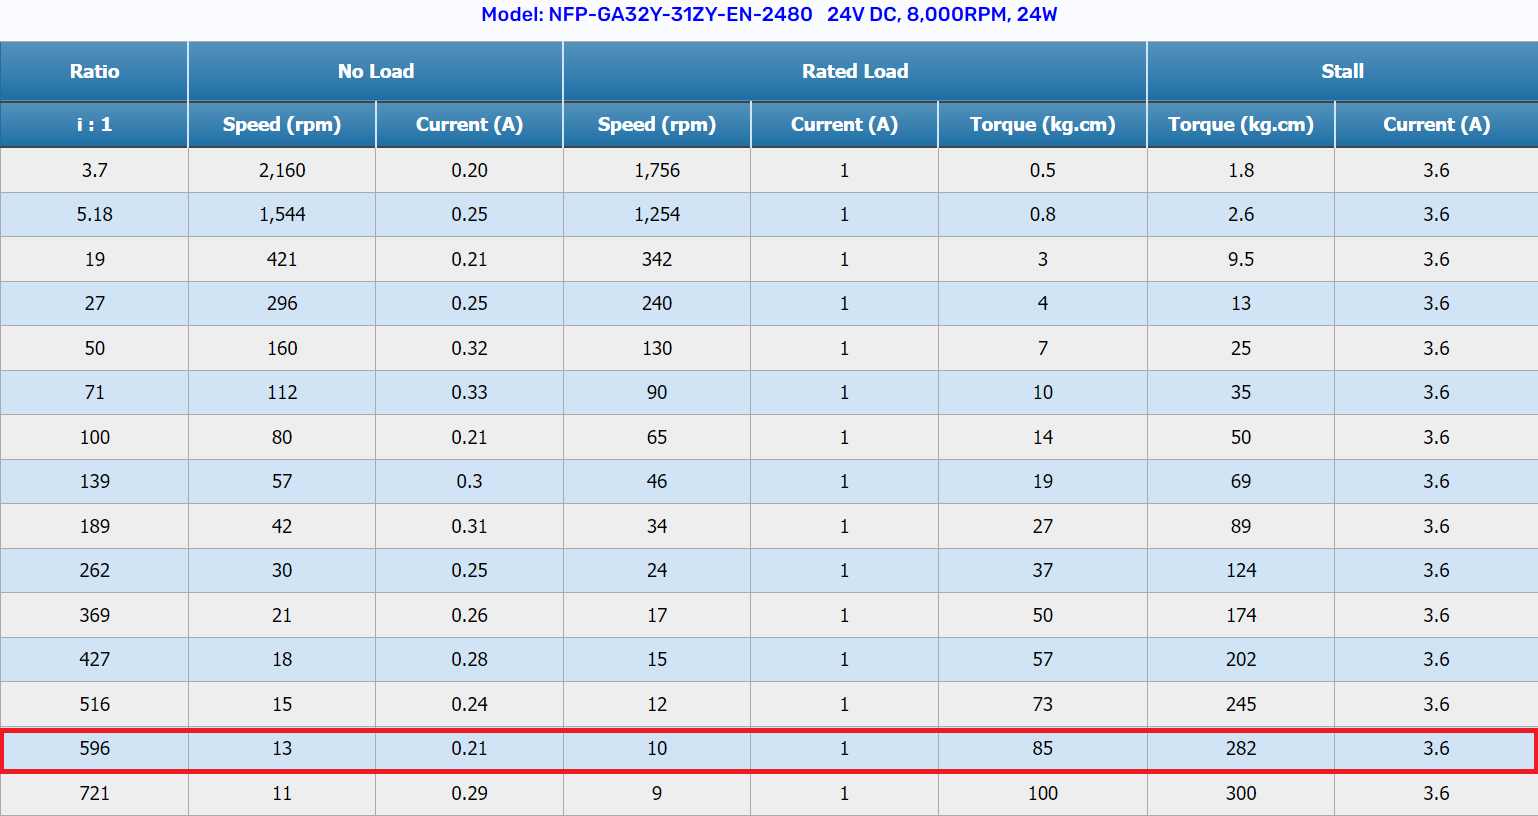 Model: NFP-GA32Y-31ZY-EN-2480 24V DC, 8,000RPM, 24W
Ratio No Load Rated Load Stall
i : 1 Speed (rpm) Current (A) Speed (rpm) Current (A) Torque (kg.cm) Torque (kg.cm) Current (A)
3.7 2,160 0.20 1,756 1 0.5 1.8 3.6
5.18 1,544 0.25 1,254 1 0.8 2.6 3.6
19 421 0.21 342 1 3 9.5 3.6
27 296 0.25 240 1 4 13 3.6
50 160 0.32 130 1 7 25 3.6
71 112 0.33 90 1 10 35 3.6
100 80 0.21 65 1 14 50 3.6
139 57 0.3 46 1 19 69 3.6
189 42 0.31 34 1 27 89 3.6
262 30 0.25 24 1 37 124 3.6
369 21 0.26 17 1 50 174 3.6
427 18 0.28 15 1 57 202 3.6
516 15 0.24 12 1 73 245 3.6
596 13 0.21 10 1 85 282 3.6
721 11 0.29 9 1 100 300 3.6